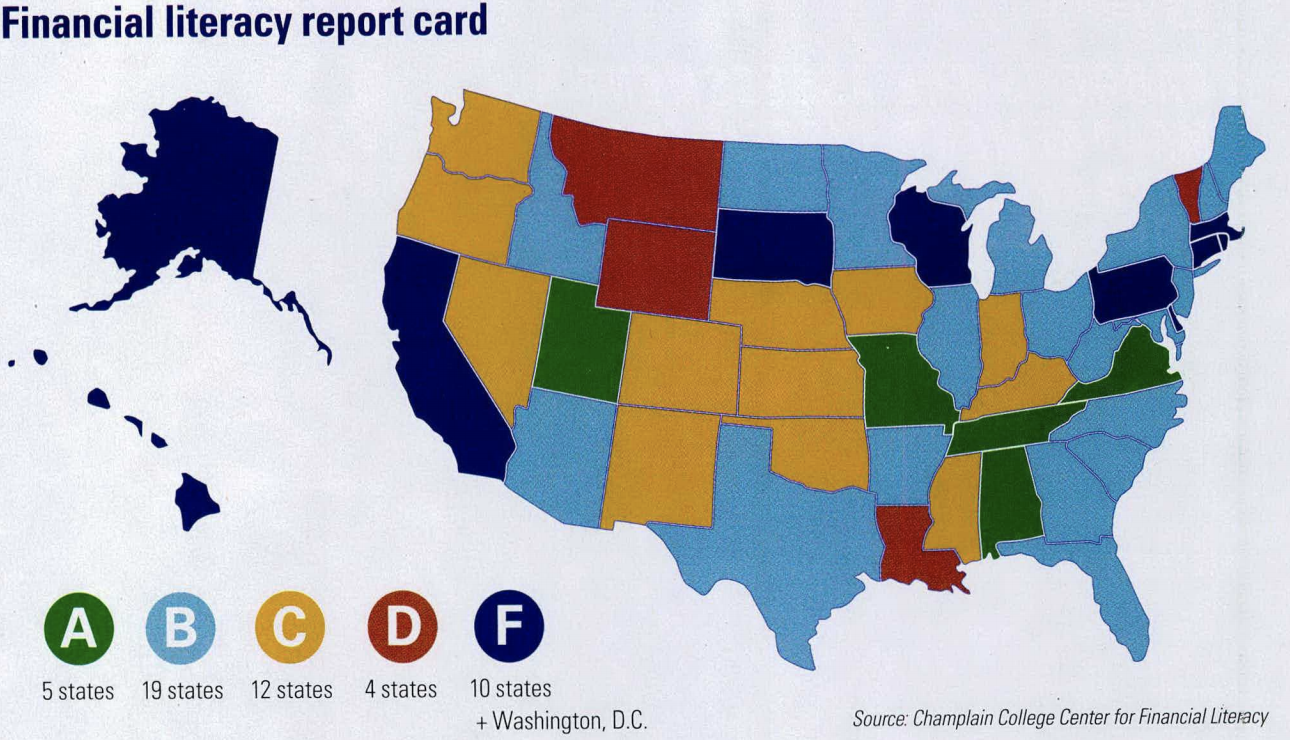 Financial literacy report card
A B C D F
5 states 19 states 12 states 4 states 10 states
+ Washington, D.C.
Source: Champlain College Center for Financial Literacy